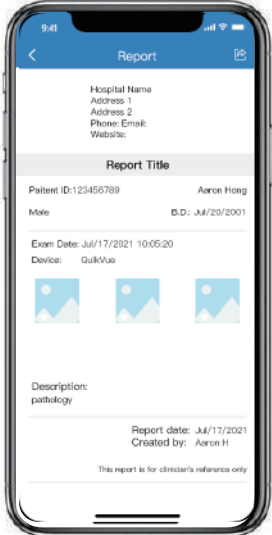 9:41
Report
Hospital Name
Address 1
Address 2
Phone: Email:
Website:
Report Title
Paitent ID:123456789 Aaron Hong
Male B.D.: Jul/20/2001
Exam Date: Jul/17/2021 10:05:20
Device: QuikVue
Description:
pathology
Report date: Jul/17/2021
Created by: Aaron H
This report is for clinician's reference only